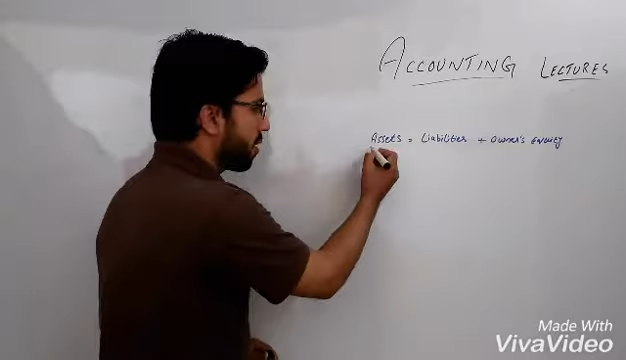 ACCOUNTING LECTURES
Assets = Liabilities + Owner's Equity
Made With
VivaVideo